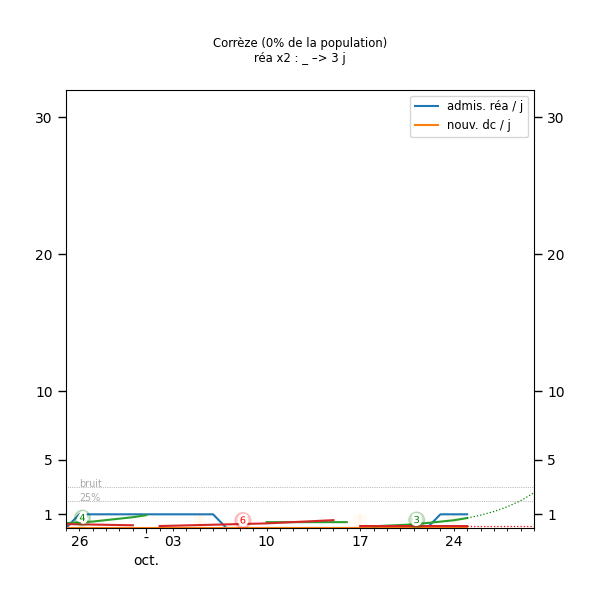 Corrèze (0% de la population)
réa x2 : _ –> 3 j
admis. réa / j
nouv. dc / j
30 30
20 20
10 10
5 5
bruit
25%
1 4 6 3 1
26 - 03 10 17 24
oct.